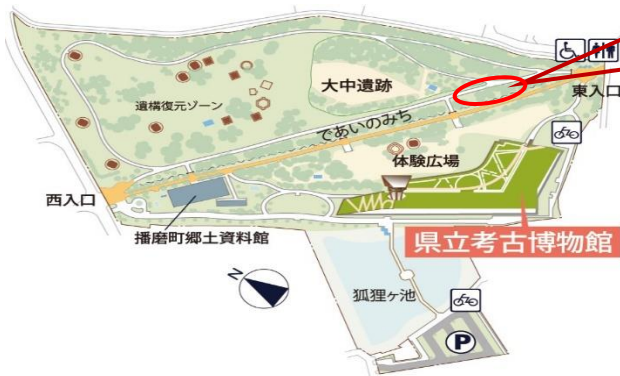 大中遺跡
東入口
遺構復元ゾーン
であいのみち
体験広場
西入口
播磨町郷土資料館
県立考古博物館
N
狐狸ヶ池
P